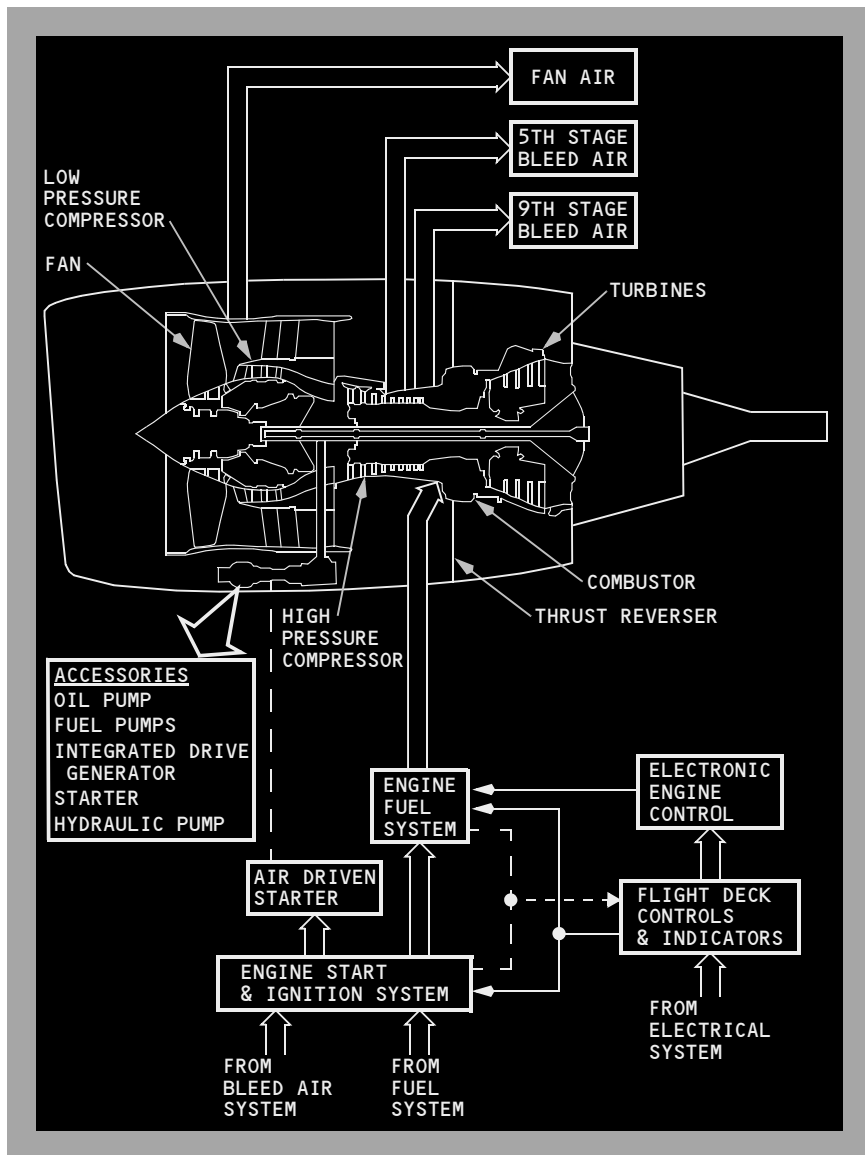 FAN AIR
5TH STAGE
BLEED AIR
9TH STAGE
BLEED AIR
LOW
PRESSURE
COMPRESSOR
FAN
TURBINES
COMBUSTOR
THRUST REVERSER
HIGH
PRESSURE
COMPRESSOR
ACCESSORIES
OIL PUMP
FUEL PUMPS
INTEGRATED DRIVE
GENERATOR
STARTER
HYDRAULIC PUMP
ENGINE
FUEL
SYSTEM
ELECTRONIC
ENGINE
CONTROL
AIR DRIVEN
STARTER
FLIGHT DECK
CONTROLS
& INDICATORS
ENGINE START
& IGNITION SYSTEM
FROM
ELECTRICAL
SYSTEM
FROM
BLEED AIR
SYSTEM
FROM
FUEL
SYSTEM